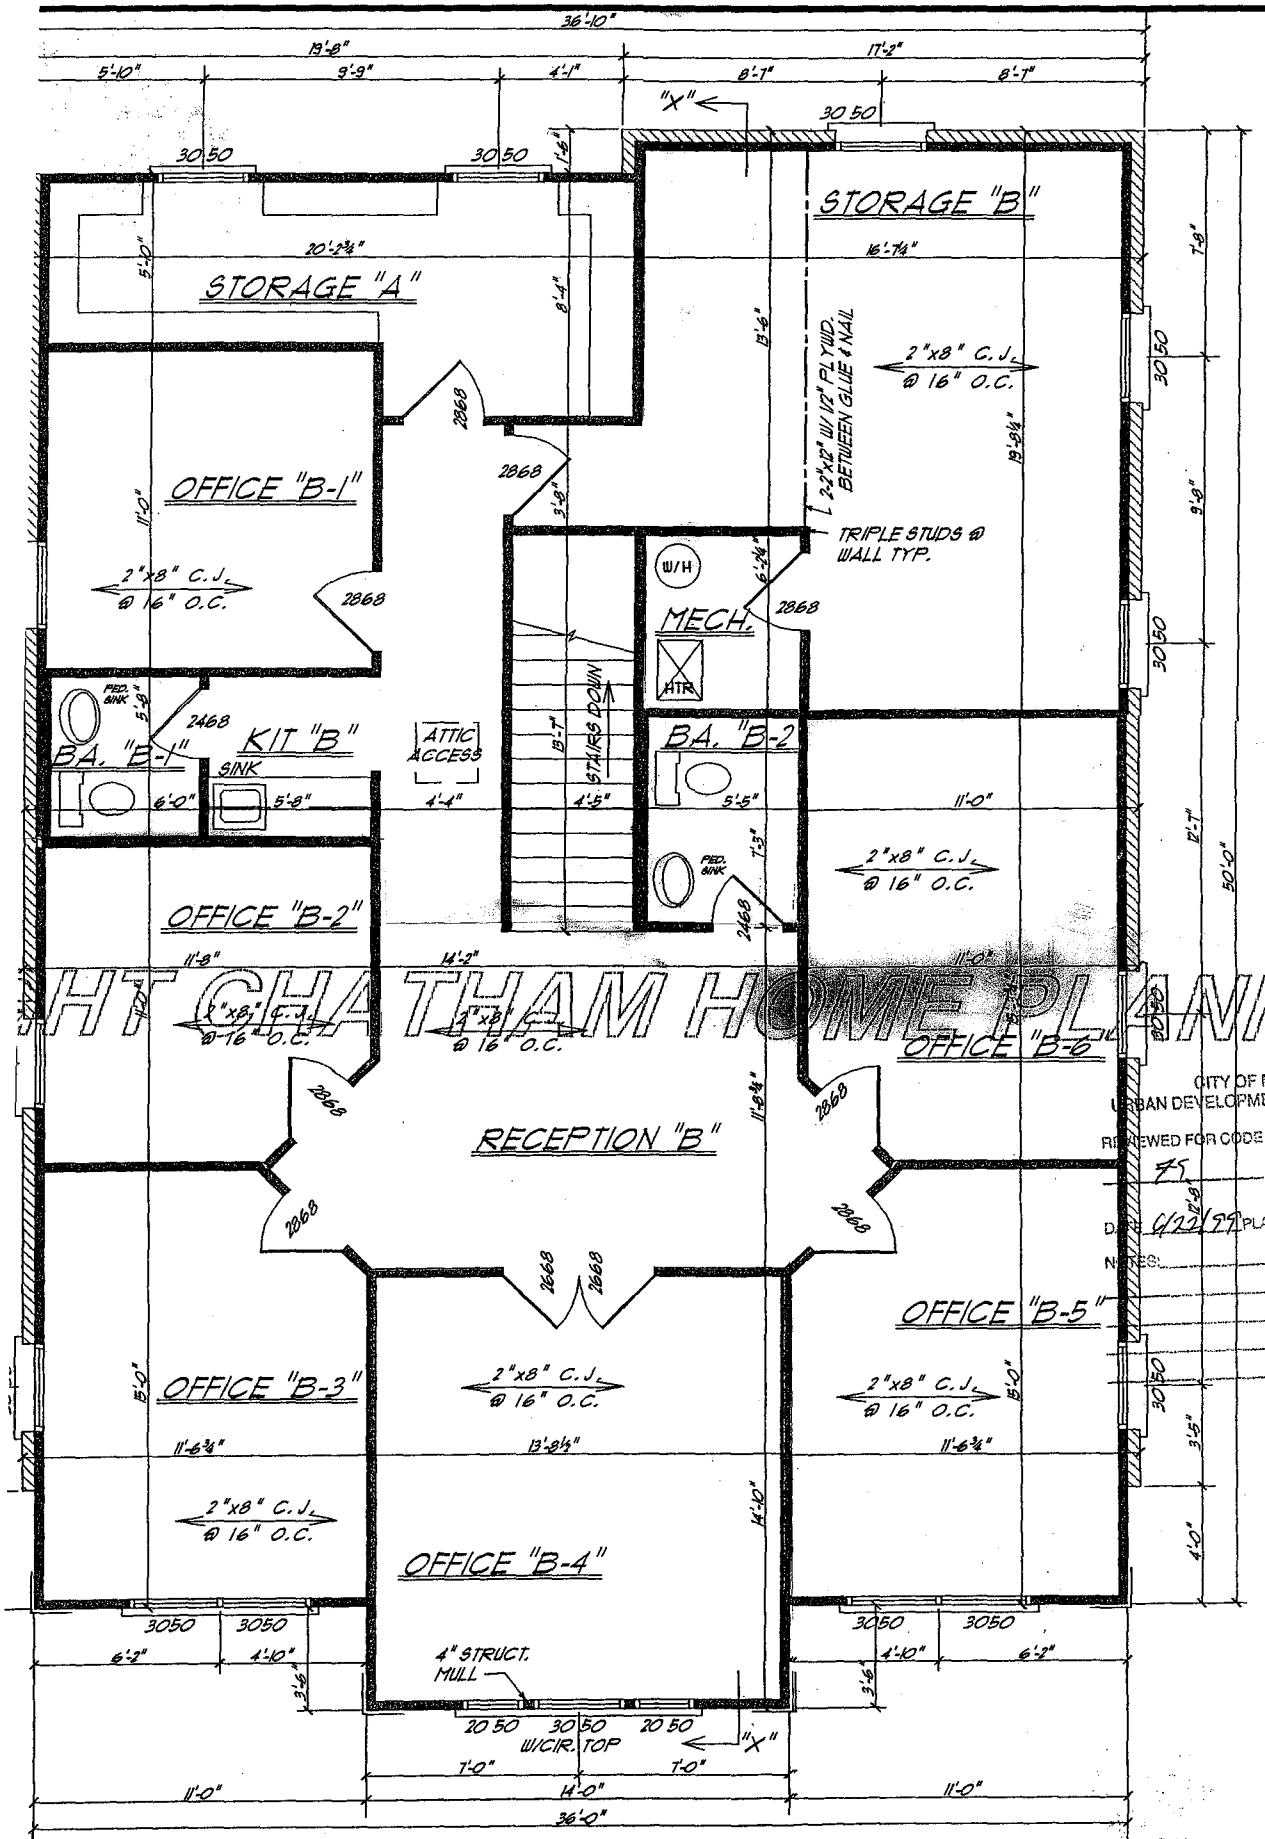 36'-10"
19'-8"
17'-2"
5'-10"
9'-9"
4'-1"
8'-7"
8'-7"
"X"
30 50
30 50
30 50
1'-6"
STORAGE "B"
5'-10"
20'-2¾"
16'-7¼"
7'-8"
STORAGE "A"
8'-4"
13'-6"
2-2"x12" W/ 1/2" PLYWD.
BETWEEN GLUE & NAIL
2"x8" C.J.
@ 16" O.C.
30 50
2868
19'-8¼"
2868
3'-8"
OFFICE "B-1"
11'-0"
9'-8"
TRIPLE STUDS @
WALL TYP.
W/H
6'-2¼"
2"x8" C.J.
@ 16" O.C.
2868
MECH.
2868
30 50
HTR
PED.
SINK
5'-8"
2468
BA. "B-1"
KIT "B"
SINK
ATTIC
ACCESS
13'-7"
STAIRS DOWN
BA. "B-2
6'-0"
5'-8"
4'-4"
4'-5"
5'-5"
11'-0"
12'-7"
50'-0"
7'-3"
PED.
SINK
2"x8" C.J.
@ 16" O.C.
2468
OFFICE "B-2"
11'-8"
14'-2"
11'-0"
HT CHATHAM HOME PLANN
11'-0"
2"x8" C.J.
@ 16" O.C.
2"x8" C.J.
@ 16" O.C.
OFFICE "B-6"
2868
2868
11'-8¾"
RECEPTION "B"
CITY OF
URBAN DEVELOPME
REVIEWED FOR CODE
12'-8"
DATE 6/22/99 PLA
NOTES:
2868
2868
2668
2668
OFFICE "B-5"
2"x8" C.J.
@ 16" O.C.
2"x8" C.J.
@ 16" O.C.
30 50
OFFICE "B-3"
15'-0"
15'-0"
11'-6¾"
13'-8½"
11'-6¾"
3'-5"
2"x8" C.J.
@ 16" O.C.
14'-10"
4'-0"
OFFICE "B-4"
3050 3050
3050 3050
6'-2"
4'-10"
3'-6"
4" STRUCT.
MULL
3'-6"
4'-10"
6'-2"
20 50 30 50 20 50
W/CIR. TOP
"X"
7'-0"
7'-0"
11'-0"
14'-0"
11'-0"
36'-0"